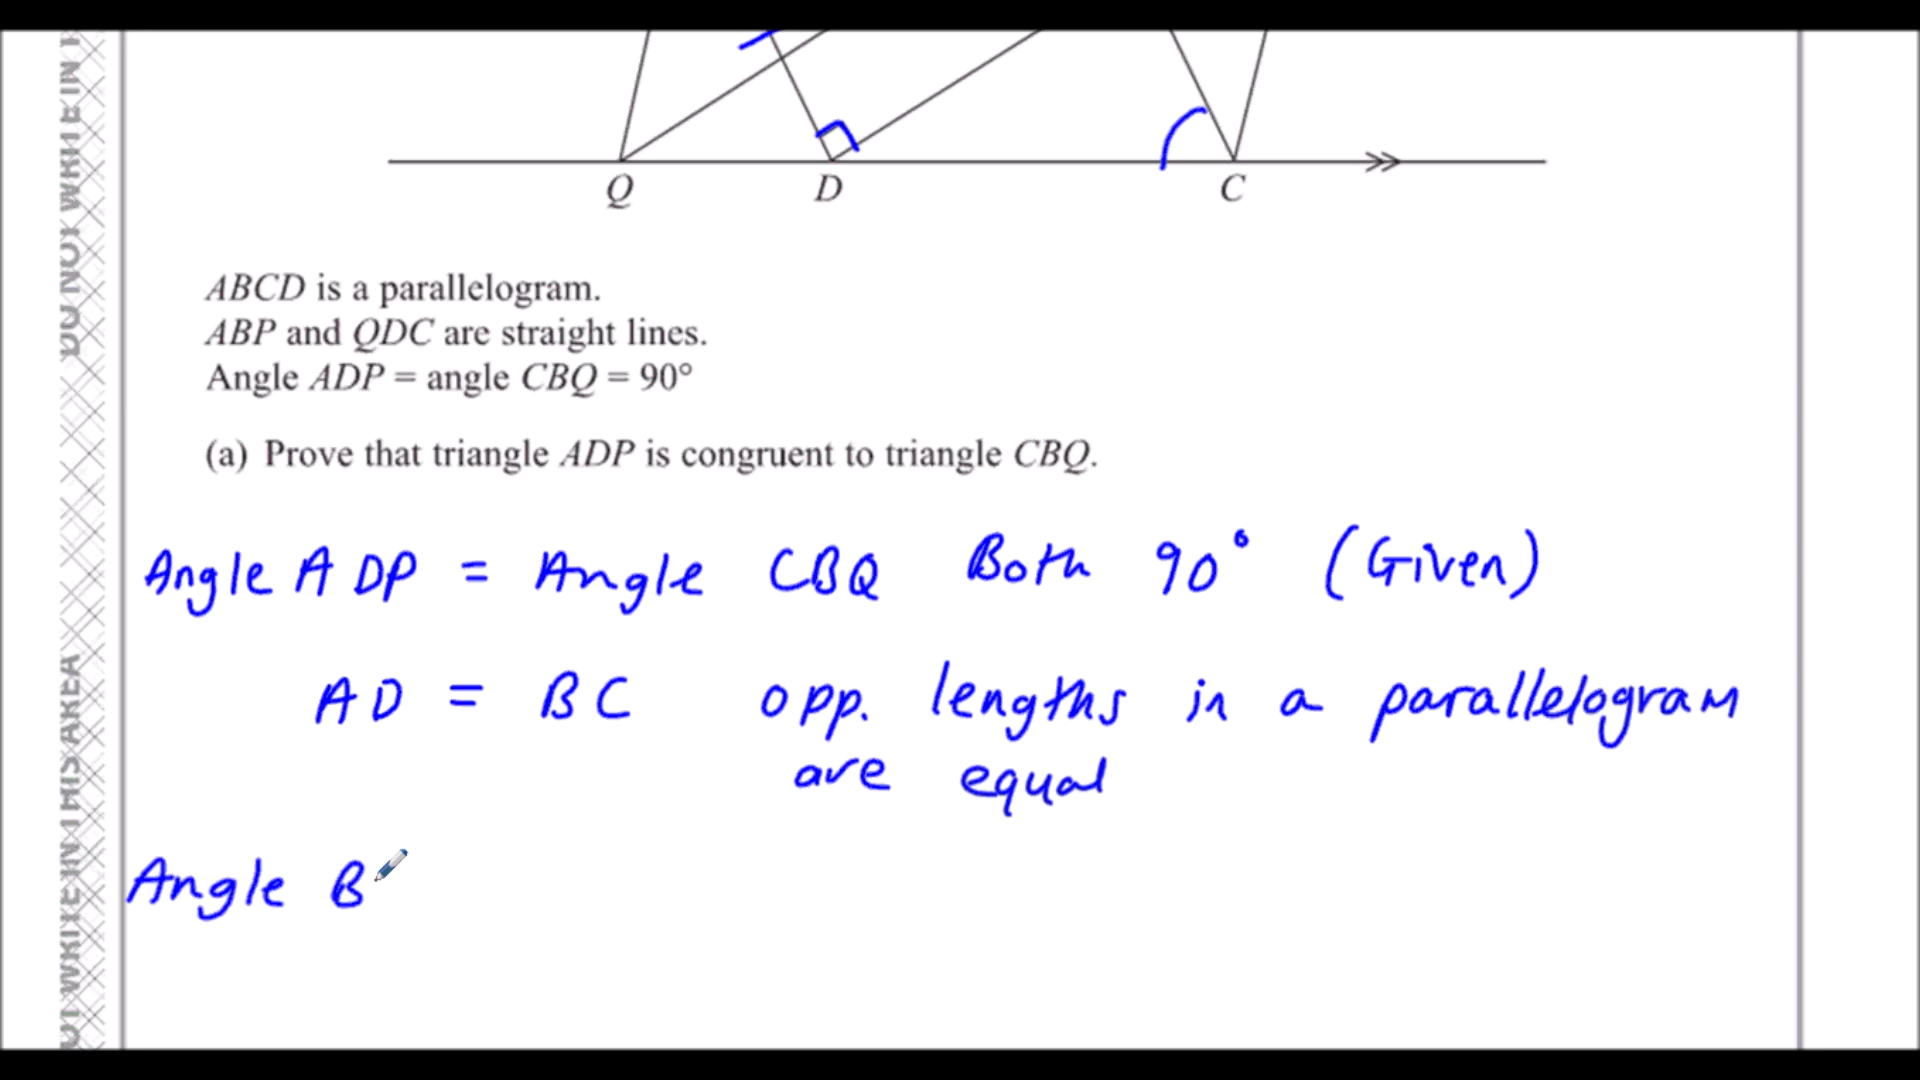 Q D C
ABCD is a parallelogram.
ABP and QDC are straight lines.
Angle ADP = angle CBQ = 90°
(a) Prove that triangle ADP is congruent to triangle CBQ.
Angle ADP = Angle CBQ Both 90° (Given)
AD = BC opp. lengths in a parallelogram
are equal
Angle B